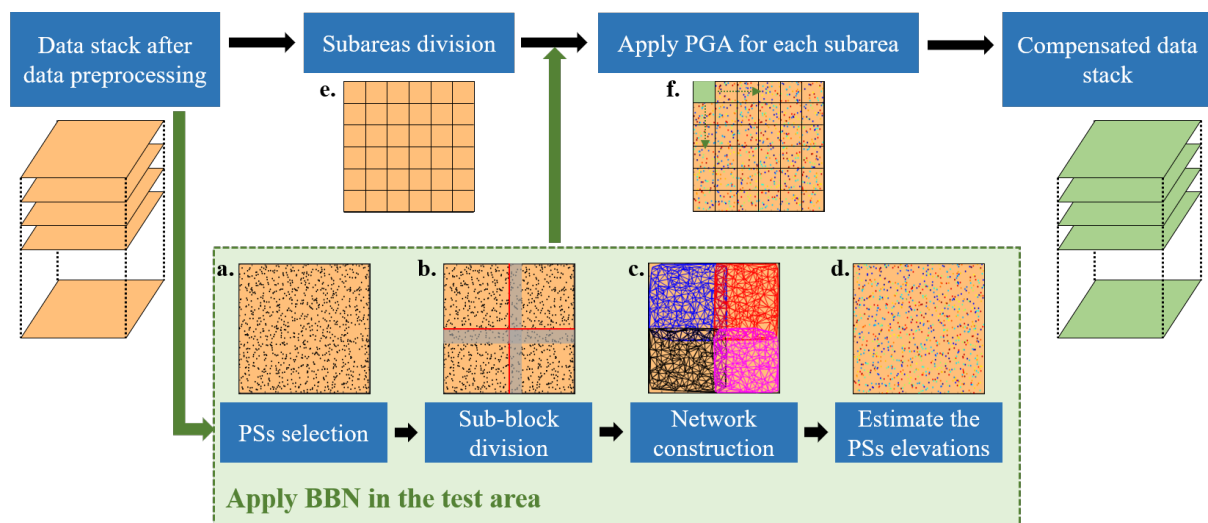 Data stack after
data preprocessing
Subareas division
Apply PGA for each subarea
Compensated data
stack
e.
f.
a.
b.
c.
d.
PSs selection
Sub-block
division
Network
construction
Estimate the
PSs elevations
Apply BBN in the test area